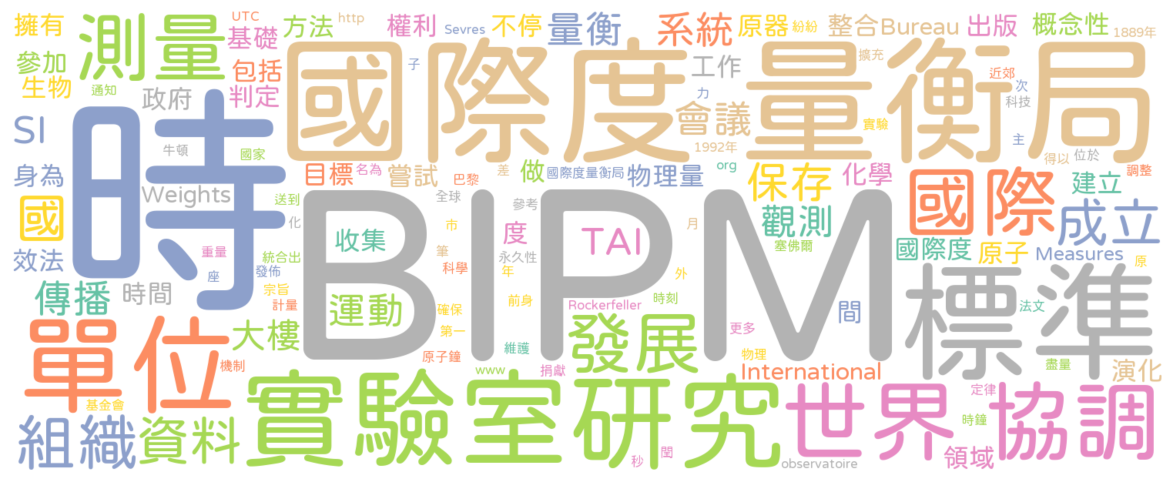 擁有 測量 UTC 基礎 方法 http 權利 Sevres 不停 量衡 系統 原器 紛紛 整合 Bureau 出版 概念性 1889年
參加 生物 通知 包括 判定 子 國際度量衡局 工作 擴充 近郊 科技 次
政府 力 會議 實驗 主
SI 時 牛頓 國家 1992年 得以 位於
身為 Weights 目標 名為 嘗試 巴黎 差 做 國際度量衡局 物理量 org 保存 化學 國際 建立 調整
國 送到 化 BIPM 全球 參考 月 觀測 成立
效法 重量 收集 筆 市 永久性 度 TAI 塞佛爾 國際度 原子 Measures 原
座 發佈 統合出 科學 年 外
傳播 時間 宗旨 計量 運動 確保 前身 Rockerfeller 時刻 間 標準 法文
單位 大樓 第一 發展 更多
機制 原子鐘 維護 物理 盡量
基金會 www 捐獻 International 演化
組織 資料 實驗室 研究 世界 定律 協調
時鐘
秒 閏 observatoire 領域